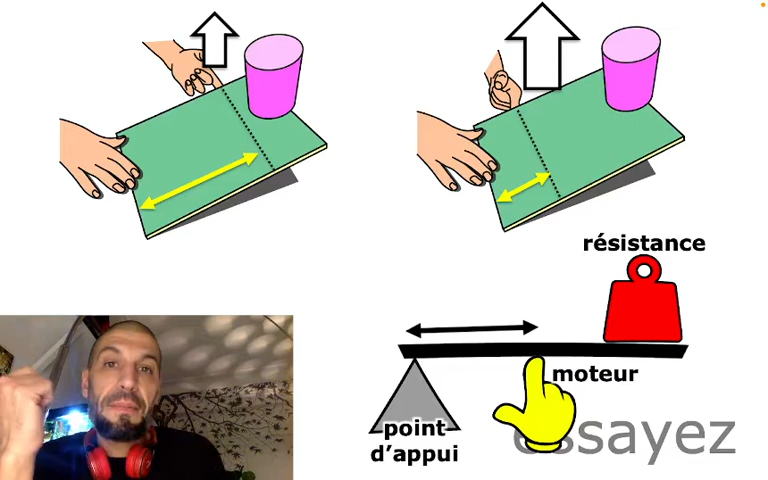 résistance
moteur
point
d’appui
essayez